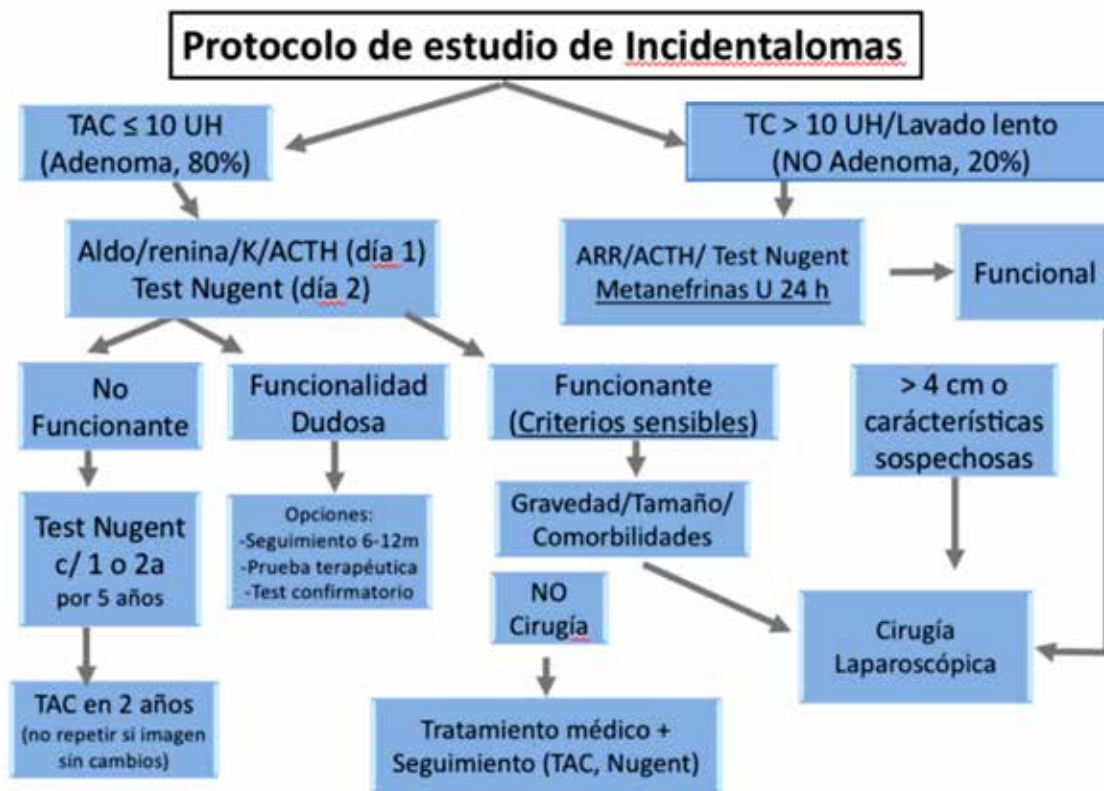 Protocolo de estudio de Incidentalomas
TAC ≤ 10 UH
(Adenoma, 80%)
TC > 10 UH/Lavado lento
(NO Adenoma, 20%)
Aldo/renina/K/ACTH (día 1)
Test Nugent (día 2)
ARR/ACTH/ Test Nugent
Metanefrinas U 24 h
Funcional
No
Funcionante
Funcionalidad
Dudosa
Funcionante
(Criterios sensibles)
> 4 cm o
carácterísticas
sospechosas
Test Nugent
c/ 1 o 2a
por 5 años
Opciones:
-Seguimiento 6-12m
-Prueba terapéutica
-Test confirmatorio
Gravedad/Tamaño/
Comorbilidades
NO
Cirugía
Cirugía
Laparoscópica
TAC en 2 años
(no repetir si imagen
sin cambios)
Tratamiento médico +
Seguimiento (TAC, Nugent)